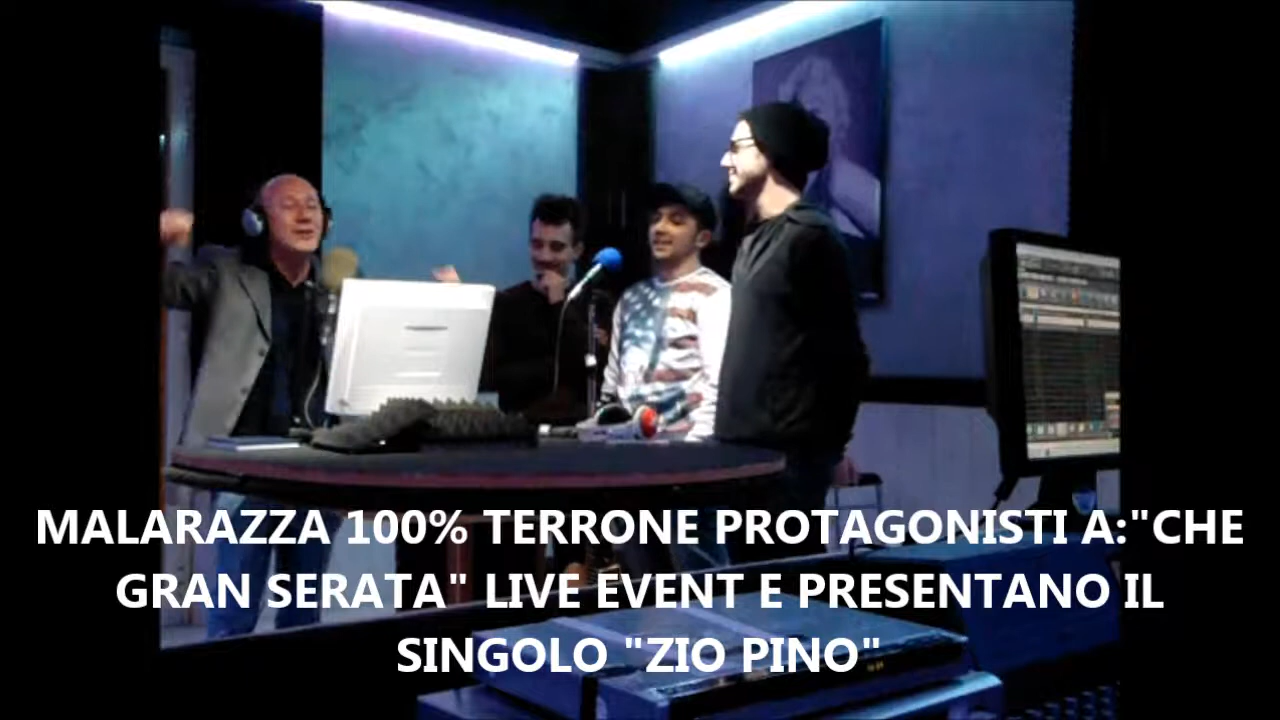 MALARAZZA 100% TERRONE PROTAGONISTI A:"CHE
GRAN SERATA" LIVE EVENT E PRESENTANO IL
SINGOLO "ZIO PINO"